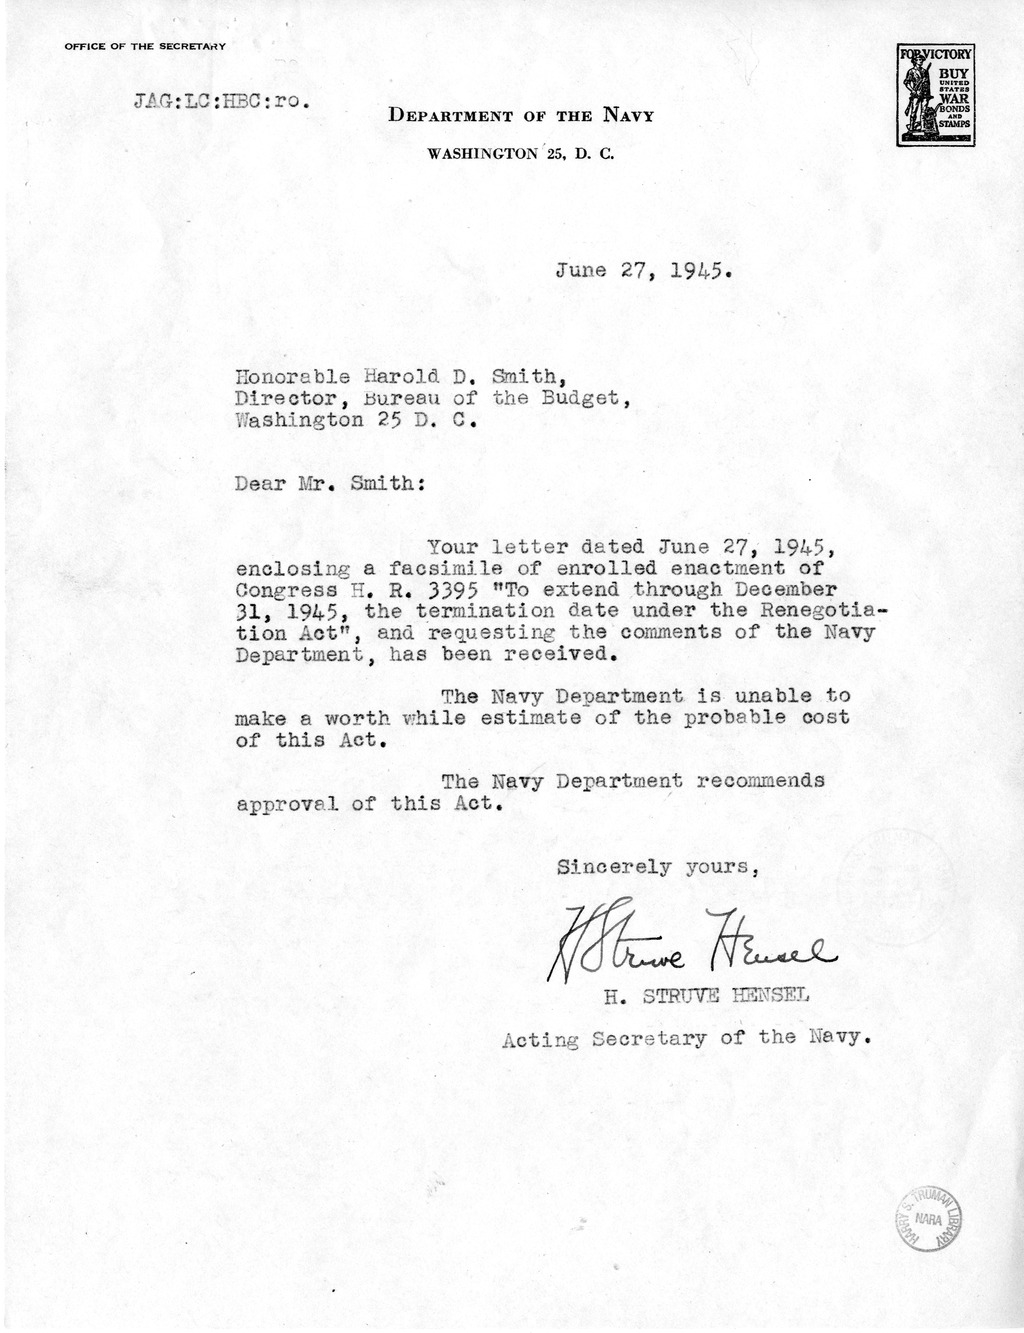 OFFICE OF THE SECRETARY
FOR VICTORY
BUY
UNITED
STATES
WAR
BONDS
AND
STAMPS
JAG:LC:HBC:ro.
DEPARTMENT OF THE NAVY
WASHINGTON 25, D. C.
June 27, 1945.
Honorable Harold D. Smith,
Director, Bureau of the Budget,
Washington 25 D. C.
Dear Mr. Smith:
Your letter dated June 27, 1945,
enclosing a facsimile of enrolled enactment of
Congress H. R. 3395 "To extend through December
31, 1945, the termination date under the Renegotia-
tion Act", and requesting the comments of the Navy
Department, has been received.
The Navy Department is unable to
make a worth while estimate of the probable cost
of this Act.
The Navy Department recommends
approval of this Act.
Sincerely yours,
H Struve Hensel
H. STRUVE HENSEL
Acting Secretary of the Navy.
HARRY S. TRUMAN LIBRARY
NARA